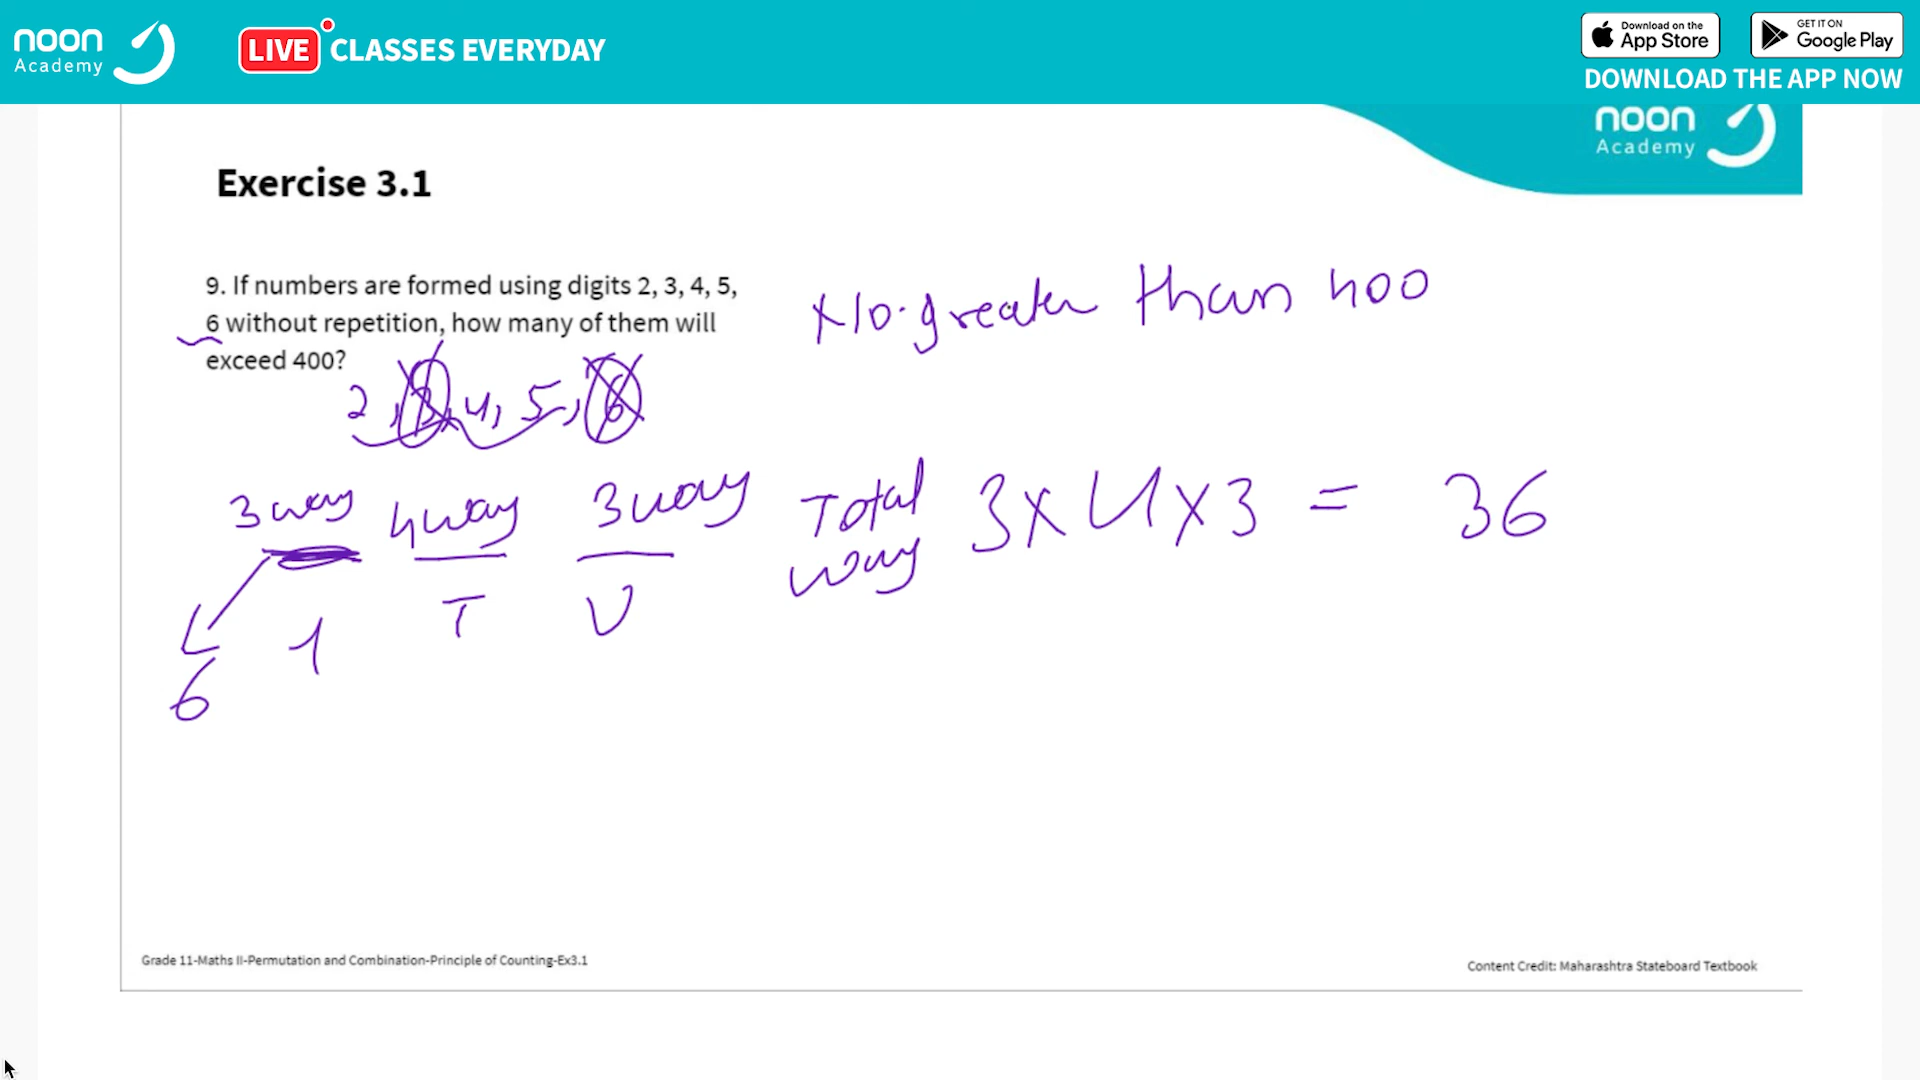 noon
Academy
LIVE CLASSES EVERYDAY
Download on the
App Store
GET IT ON
Google Play
DOWNLOAD THE APP NOW
noon
Academy
Exercise 3.1
9. If numbers are formed using digits 2, 3, 4, 5,
6 without repetition, how many of them will
exceed 400?
No. greater than 400
2, 3, 4, 5, 6
3 way 4 way 3 way
Total way 3 x 4 x 3 = 36
T U
6
Grade 11-Maths II-Permutation and Combination-Principle of Counting-Ex3.1
Content Credit: Maharashtra Stateboard Textbook